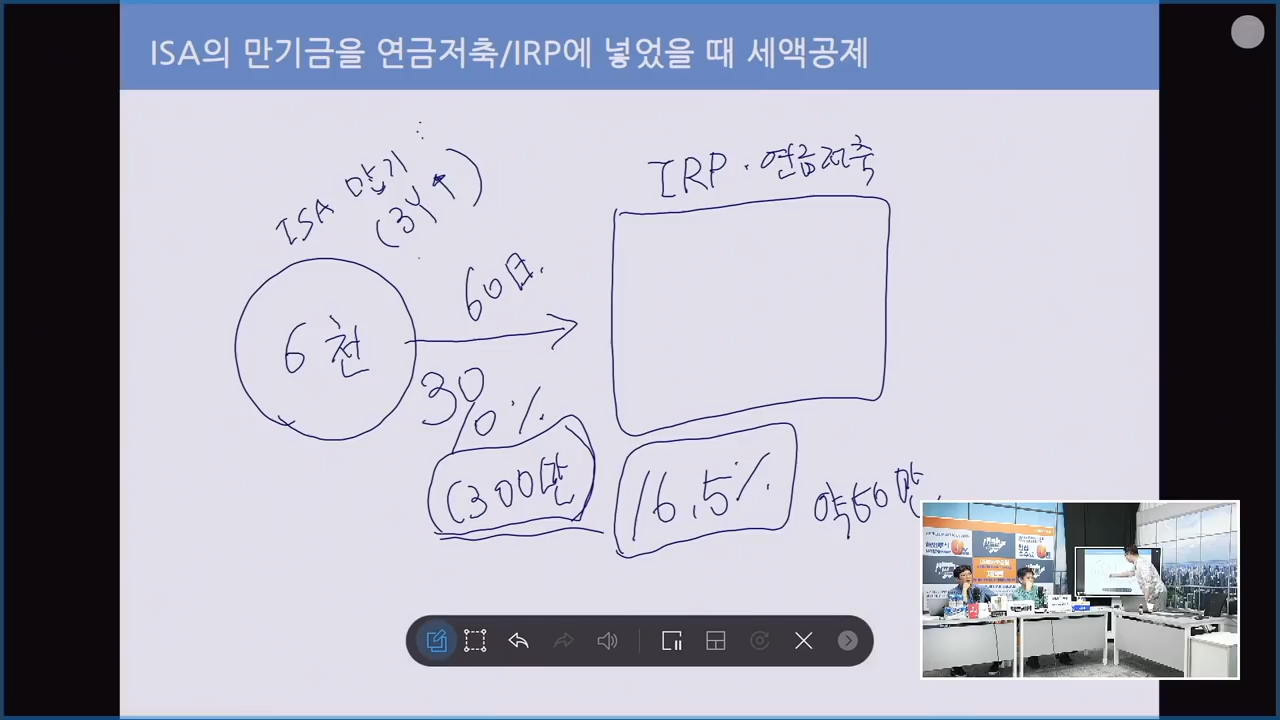 ISA의 만기금을 연금저축/IRP에 넣었을 때 세액공제
ISA 만기
(3Y↑)
IRP · 연금저축
60日.
6천
3000
10%
(300만
16.5%
약50만